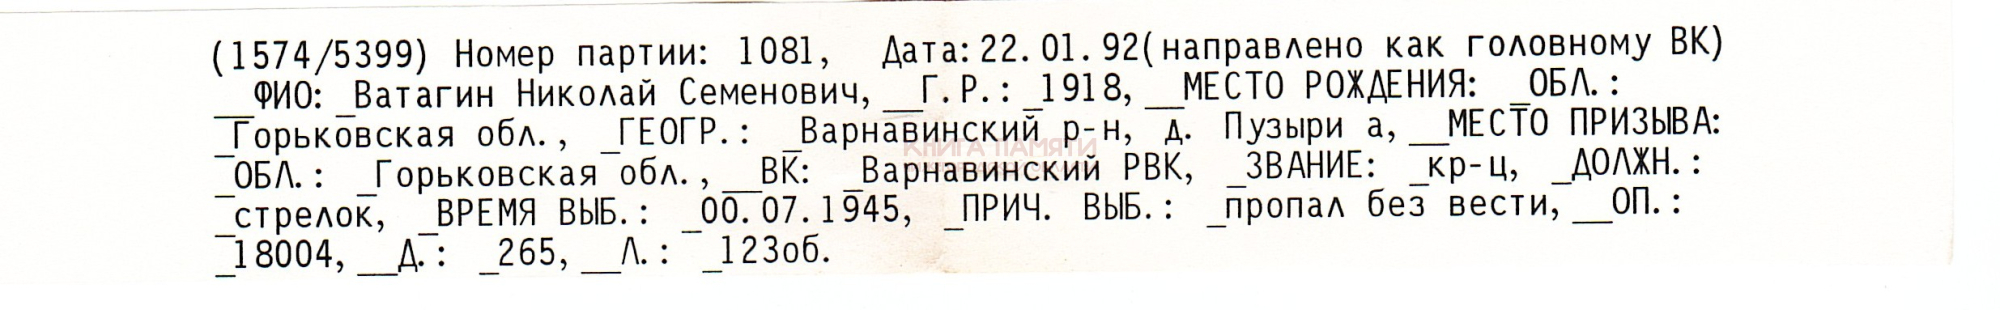 (1574/5399) Номер партии: 1081, Дата: 22.01.92(направлено как головному ВК)
__ФИО: _Ватагин Николай Семенович, __Г.Р.: _1918, __МЕСТО РОЖДЕНИЯ: _ОБЛ.:
_Горьковская обл., _ГЕОГР.: _Варнавинский р-н, д. Пузыри а, __МЕСТО ПРИЗЫВА:
КНИГА ПАМЯТИ
_ОБЛ.: _Горьковская обл., __ВК: _Варнавинский РВК, _ЗВАНИЕ: _кр-ц, _ДОЛЖН.:
_стрелок, _ВРЕМЯ ВЫБ.: _00.07.1945, _ПРИЧ. ВЫБ.: _пропал без вести, __ОП.:
_18004, __Д.: _265, __Л.: _123об.